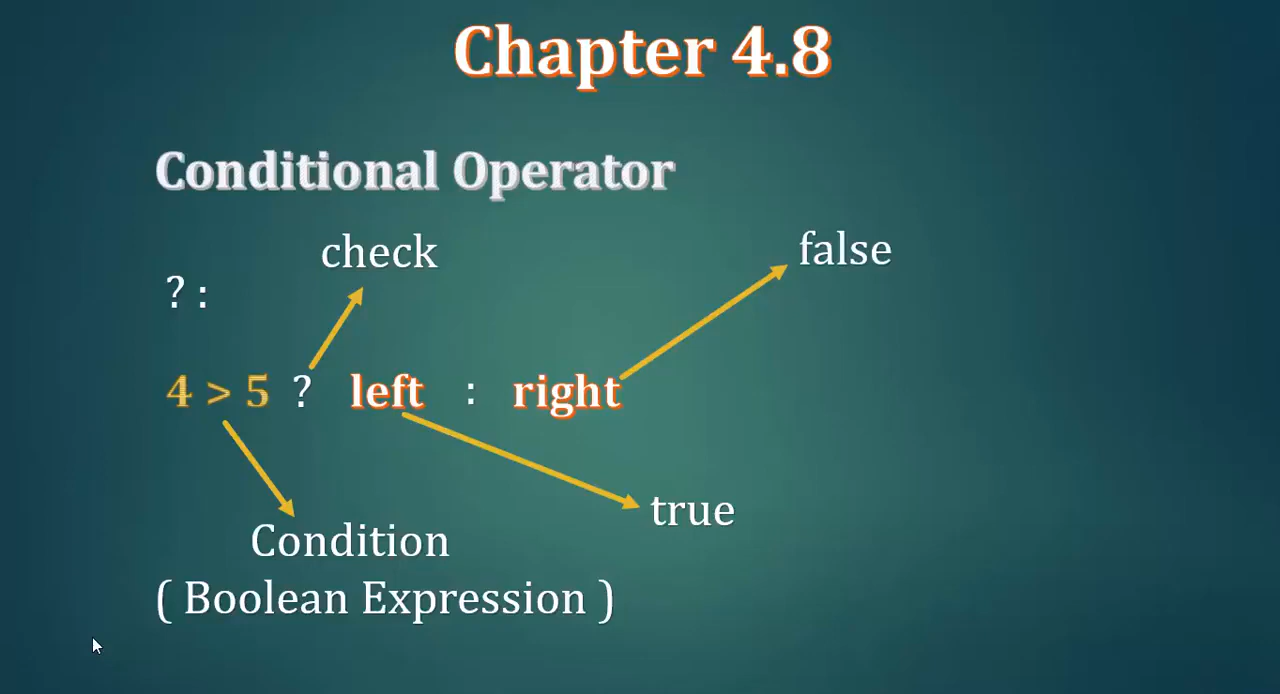 Chapter 4.8
Conditional Operator
check
false
? :
4 > 5 ? left : right
true
Condition
( Boolean Expression )